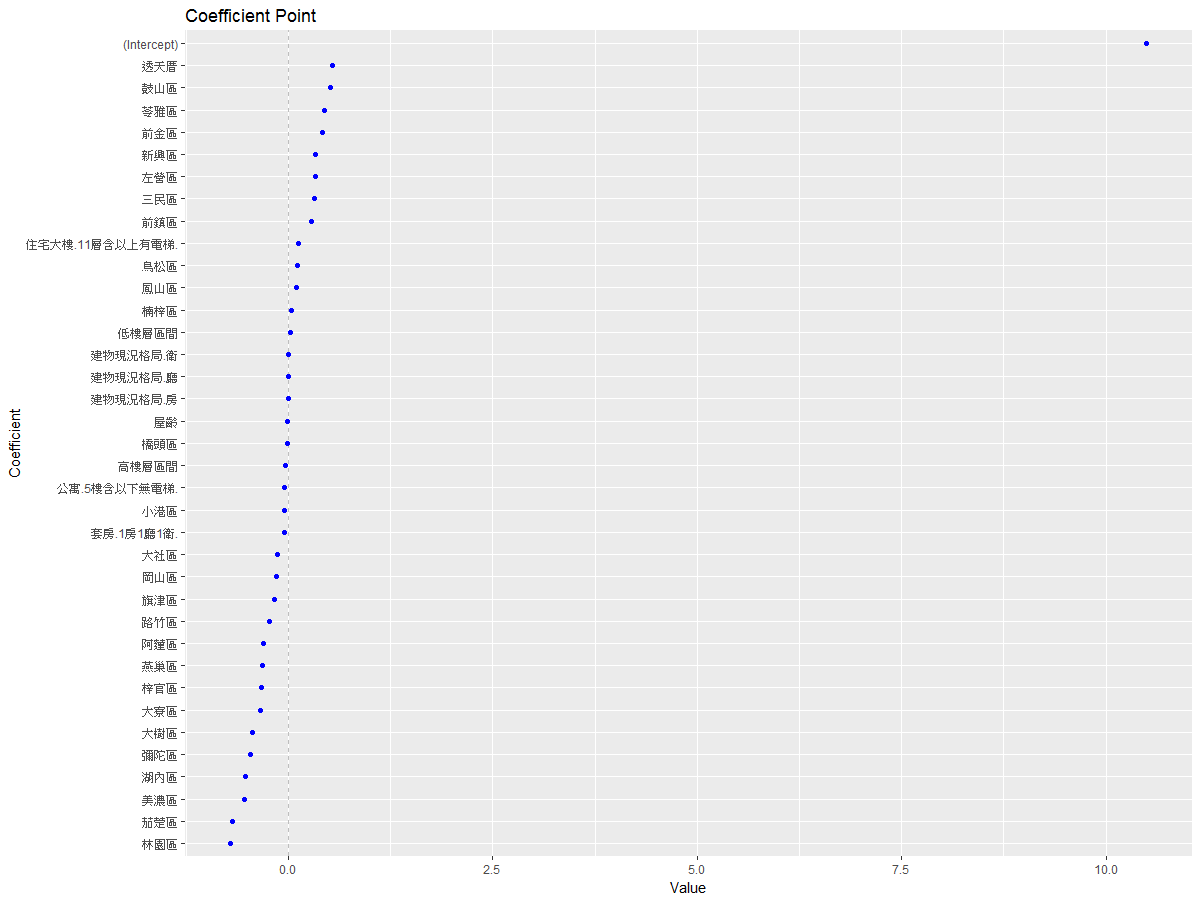 Coefficient Point
(Intercept)
透天厝
鼓山區
苓雅區
前金區
新興區
左營區
三民區
前鎮區
住宅大樓.11層含以上有電梯.
鳥松區
鳳山區
楠梓區
低樓層區間
建物現況格局.衛
建物現況格局.廳
建物現況格局.房
屋齡
橋頭區
高樓層區間
公寓.5樓含以下無電梯.
小港區
套房.1房1廳1衛.
大社區
岡山區
旗津區
路竹區
阿蓮區
燕巢區
梓官區
大寮區
大樹區
彌陀區
湖內區
美濃區
茄萣區
林園區
Coefficient
0.0 2.5 5.0 7.5 10.0
Value